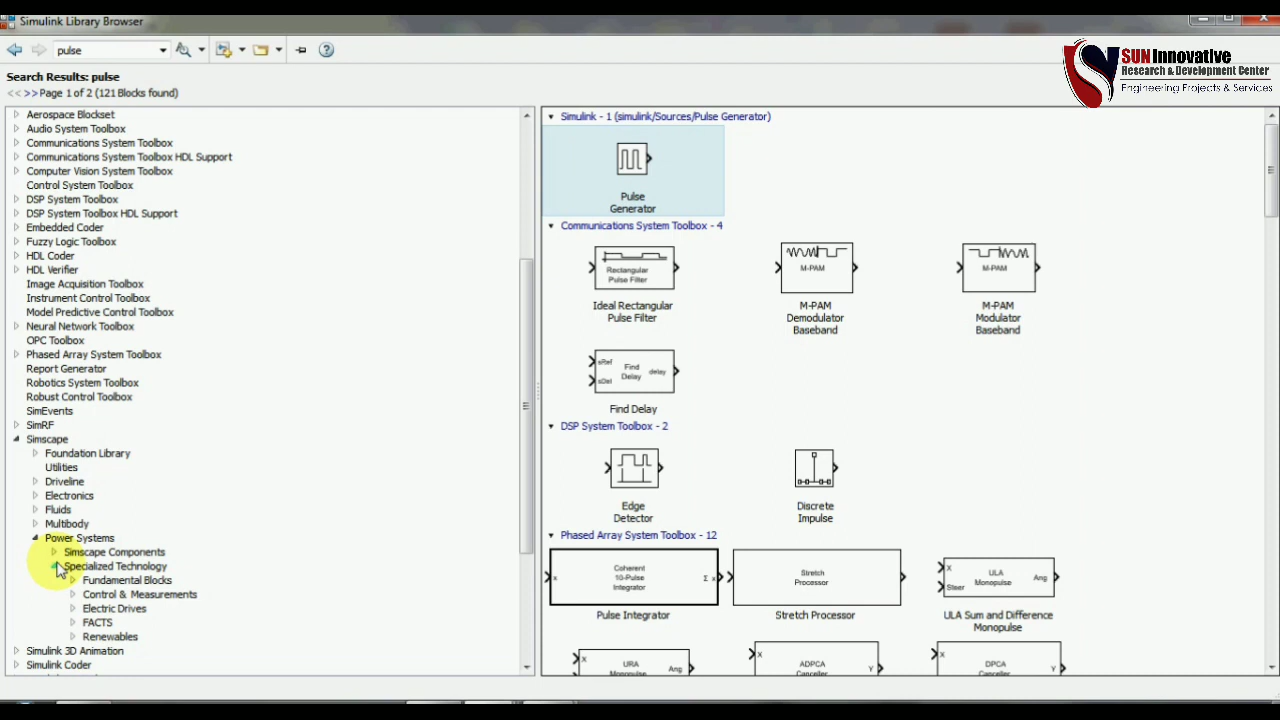 Simulink Library Browser
pulse
SUN Innovative
Research & Development Center
Engineering Projects & Services
Search Results: pulse
<< >> Page 1 of 2 (121 Blocks found)
Aerospace Blockset
Audio System Toolbox
Communications System Toolbox
Communications System Toolbox HDL Support
Computer Vision System Toolbox
Control System Toolbox
DSP System Toolbox
DSP System Toolbox HDL Support
Embedded Coder
Fuzzy Logic Toolbox
HDL Coder
HDL Verifier
Image Acquisition Toolbox
Instrument Control Toolbox
Model Predictive Control Toolbox
Neural Network Toolbox
OPC Toolbox
Phased Array System Toolbox
Report Generator
Robotics System Toolbox
Robust Control Toolbox
SimEvents
SimRF
Simscape
Foundation Library
Utilities
Driveline
Electronics
Fluids
Multibody
Power Systems
Simscape Components
Specialized Technology
Fundamental Blocks
Control & Measurements
Electric Drives
FACTS
Renewables
Simulink 3D Animation
Simulink Coder
Simulink - 1 (simulink/Sources/Pulse Generator)
Pulse
Generator
Communications System Toolbox - 4
Rectangular
Pulse Filter
Ideal Rectangular
Pulse Filter
M-PAM
M-PAM
Demodulator
Baseband
M-PAM
M-PAM
Modulator
Baseband
sRef
sDel
Find
Delay
delay
Find Delay
DSP System Toolbox - 2
Edge
Detector
Discrete
Impulse
Phased Array System Toolbox - 12
x
Coherent
10-Pulse
Integrator
Σ x
Pulse Integrator
Stretch
Processor
Stretch Processor
X
Steer
ULA
Monopulse
Ang
ULA Sum and Difference
Monopulse
X
URA
Monopulse
Ang
X
ADPCA
Canceller
Y
X
DPCA
Canceller
Y